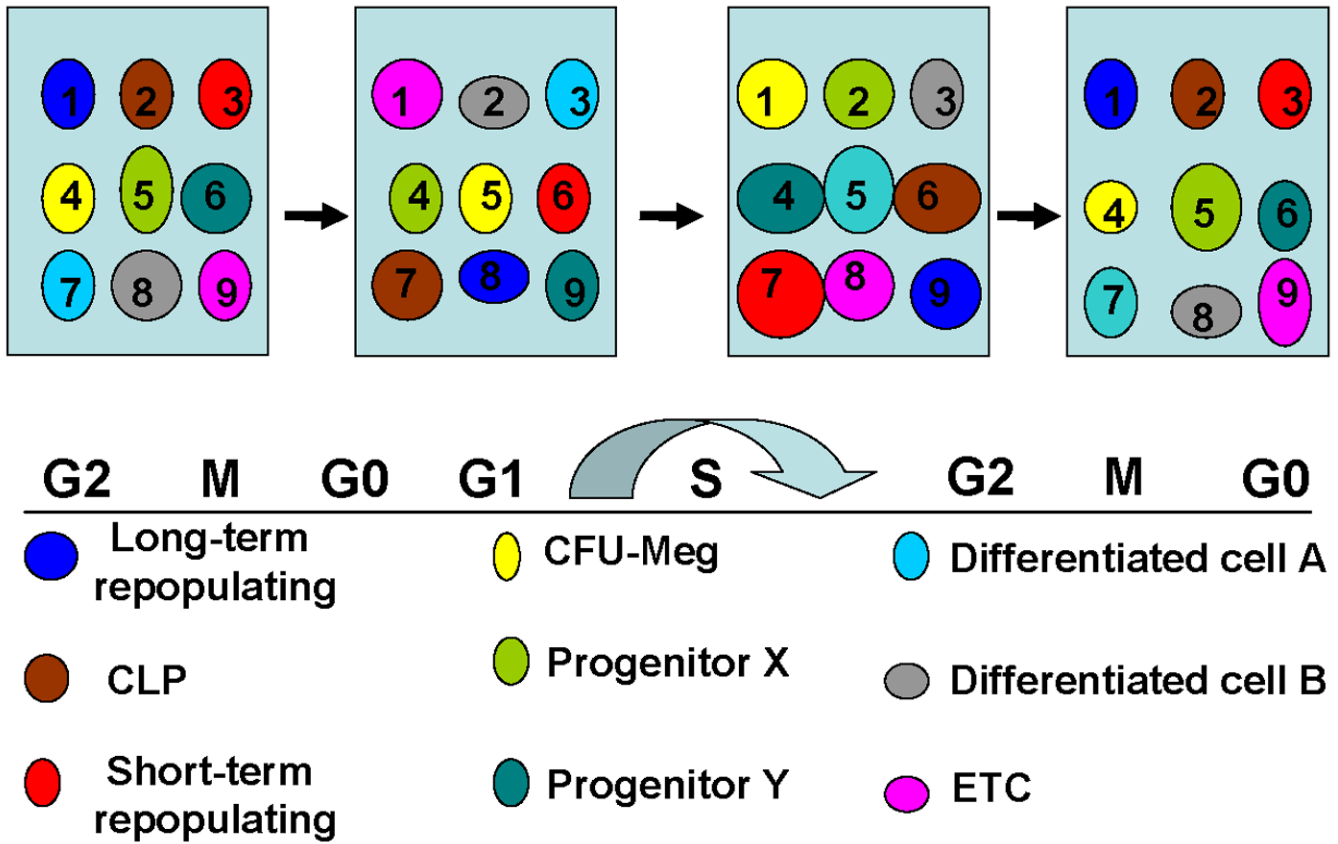 1 2 3
4 5 6
7 8 9
1 2 3
4 5 6
7 8 9
1 2 3
4 5 6
7 8 9
1 2 3
4 5 6
7 8 9
G2 M G0 G1 S G2 M G0
Long-term
repopulating
CLP
Short-term
repopulating
CFU-Meg
Progenitor X
Progenitor Y
Differentiated cell A
Differentiated cell B
ETC